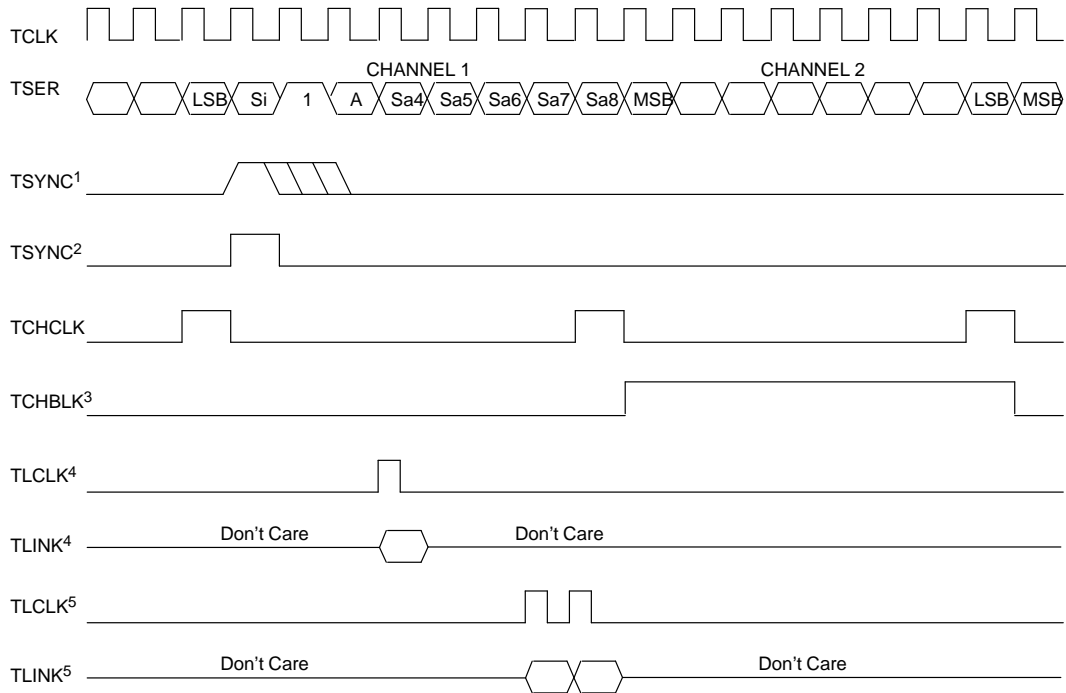 TCLK
CHANNEL 1 CHANNEL 2
TSER LSB Si 1 A Sa4 Sa5 Sa6 Sa7 Sa8 MSB LSB MSB
TSYNC1
TSYNC2
TCHCLK
TCHBLK3
TLCLK4
TLINK4 Don't Care Don't Care
TLCLK5
TLINK5 Don't Care Don't Care